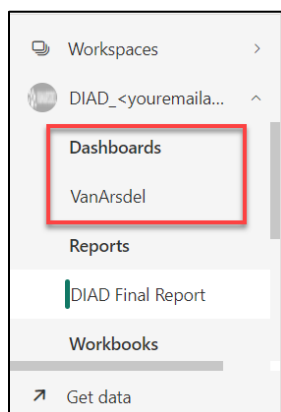 Workspaces
DIAD_<youremaila...
Dashboards
VanArsdel
Reports
DIAD Final Report
Workbooks
Get data